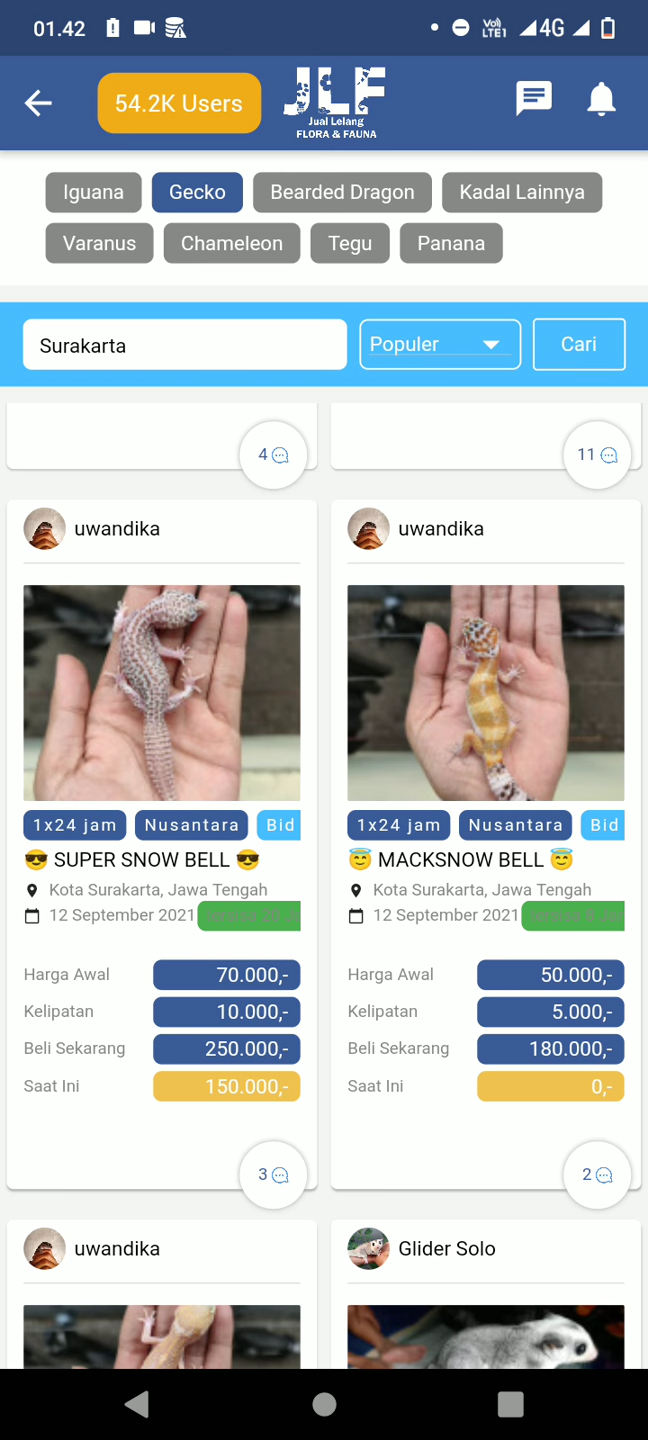 01.42
Vo)) LTE1 4G
54.2K Users
JLF
Jual Lelang
FLORA & FAUNA
Iguana Gecko Bearded Dragon Kadal Lainnya
Varanus Chameleon Tegu Panana
Surakarta Populer Cari
4 11
uwandika uwandika
1x24 jam Nusantara Bid 1x24 jam Nusantara Bid
😎 SUPER SNOW BELL 😎 😇 MACKSNOW BELL 😇
Kota Surakarta, Jawa Tengah Kota Surakarta, Jawa Tengah
12 September 2021 12 September 2021
Harga Awal 70.000,- Harga Awal 50.000,-
Kelipatan 10.000,- Kelipatan 5.000,-
Beli Sekarang 250.000,- Beli Sekarang 180.000,-
Saat Ini 150.000,- Saat Ini 0,-
3 2
uwandika Glider Solo